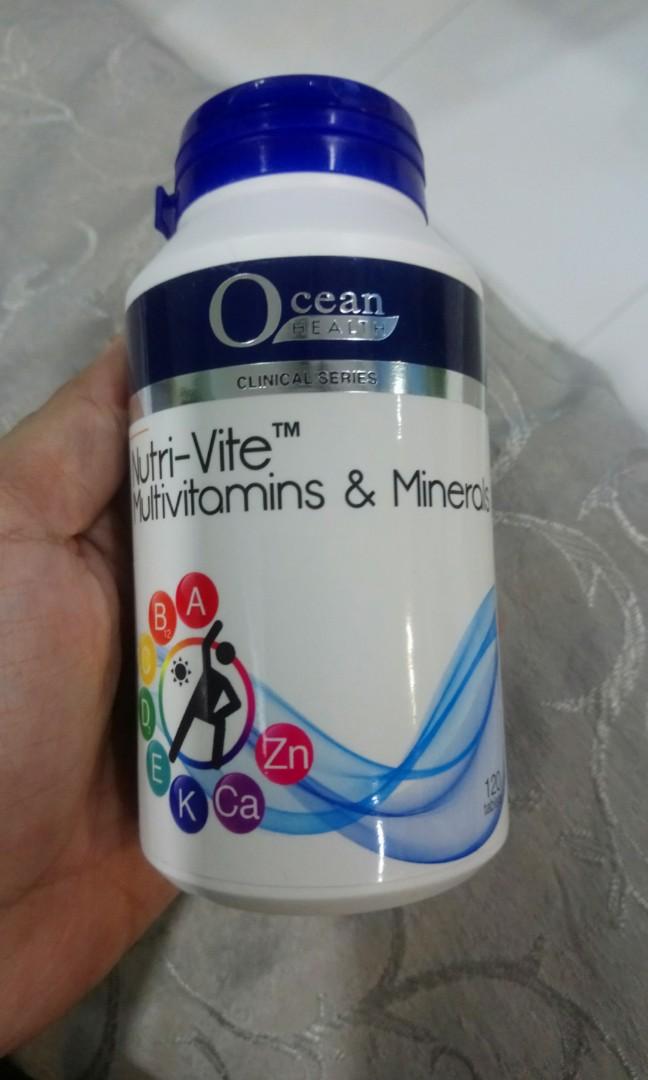 Ocean
HEALTH
CLINICAL SERIES
Nutri-Vite™
Multivitamins & Minerals
A
B12
C
D
E
K
Ca
Zn
120